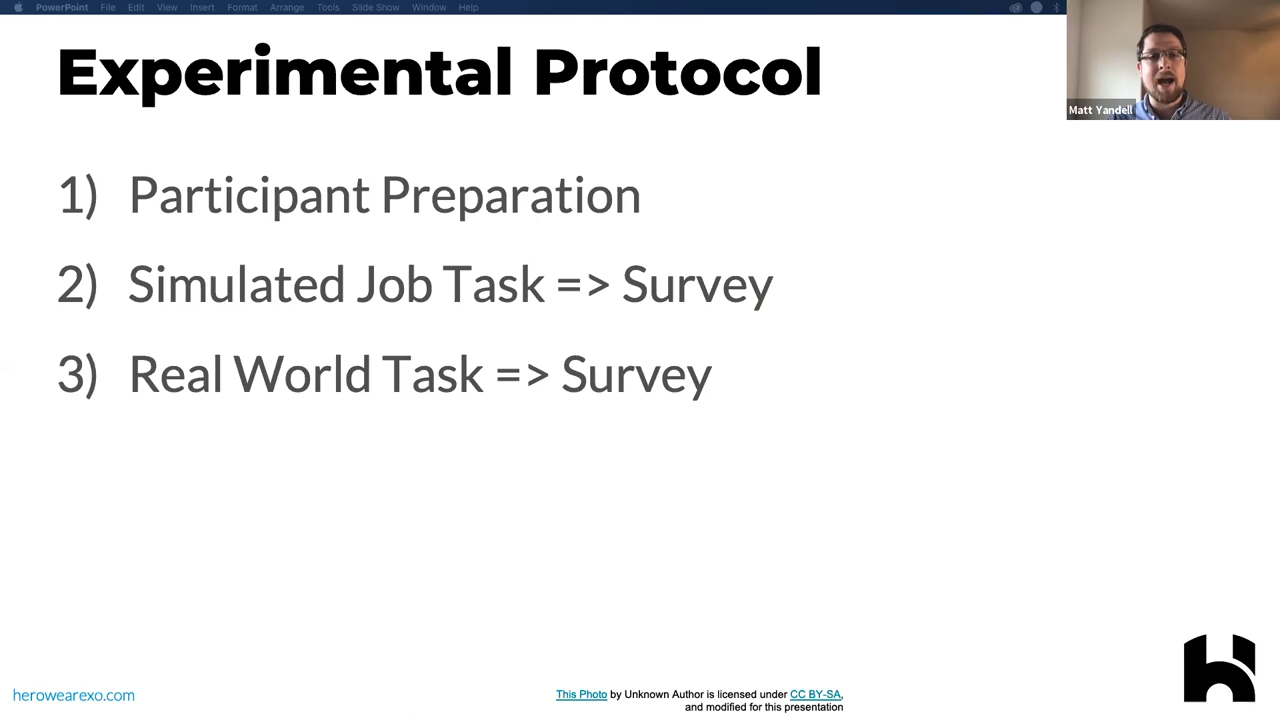 PowerPoint File Edit View Insert Format Arrange Tools Slide Show Window Help
Experimental Protocol
Matt Yandell
1) Participant Preparation
2) Simulated Job Task => Survey
3) Real World Task => Survey
herowearexo.com
This Photo by Unknown Author is licensed under CC BY-SA,
and modified for this presentation